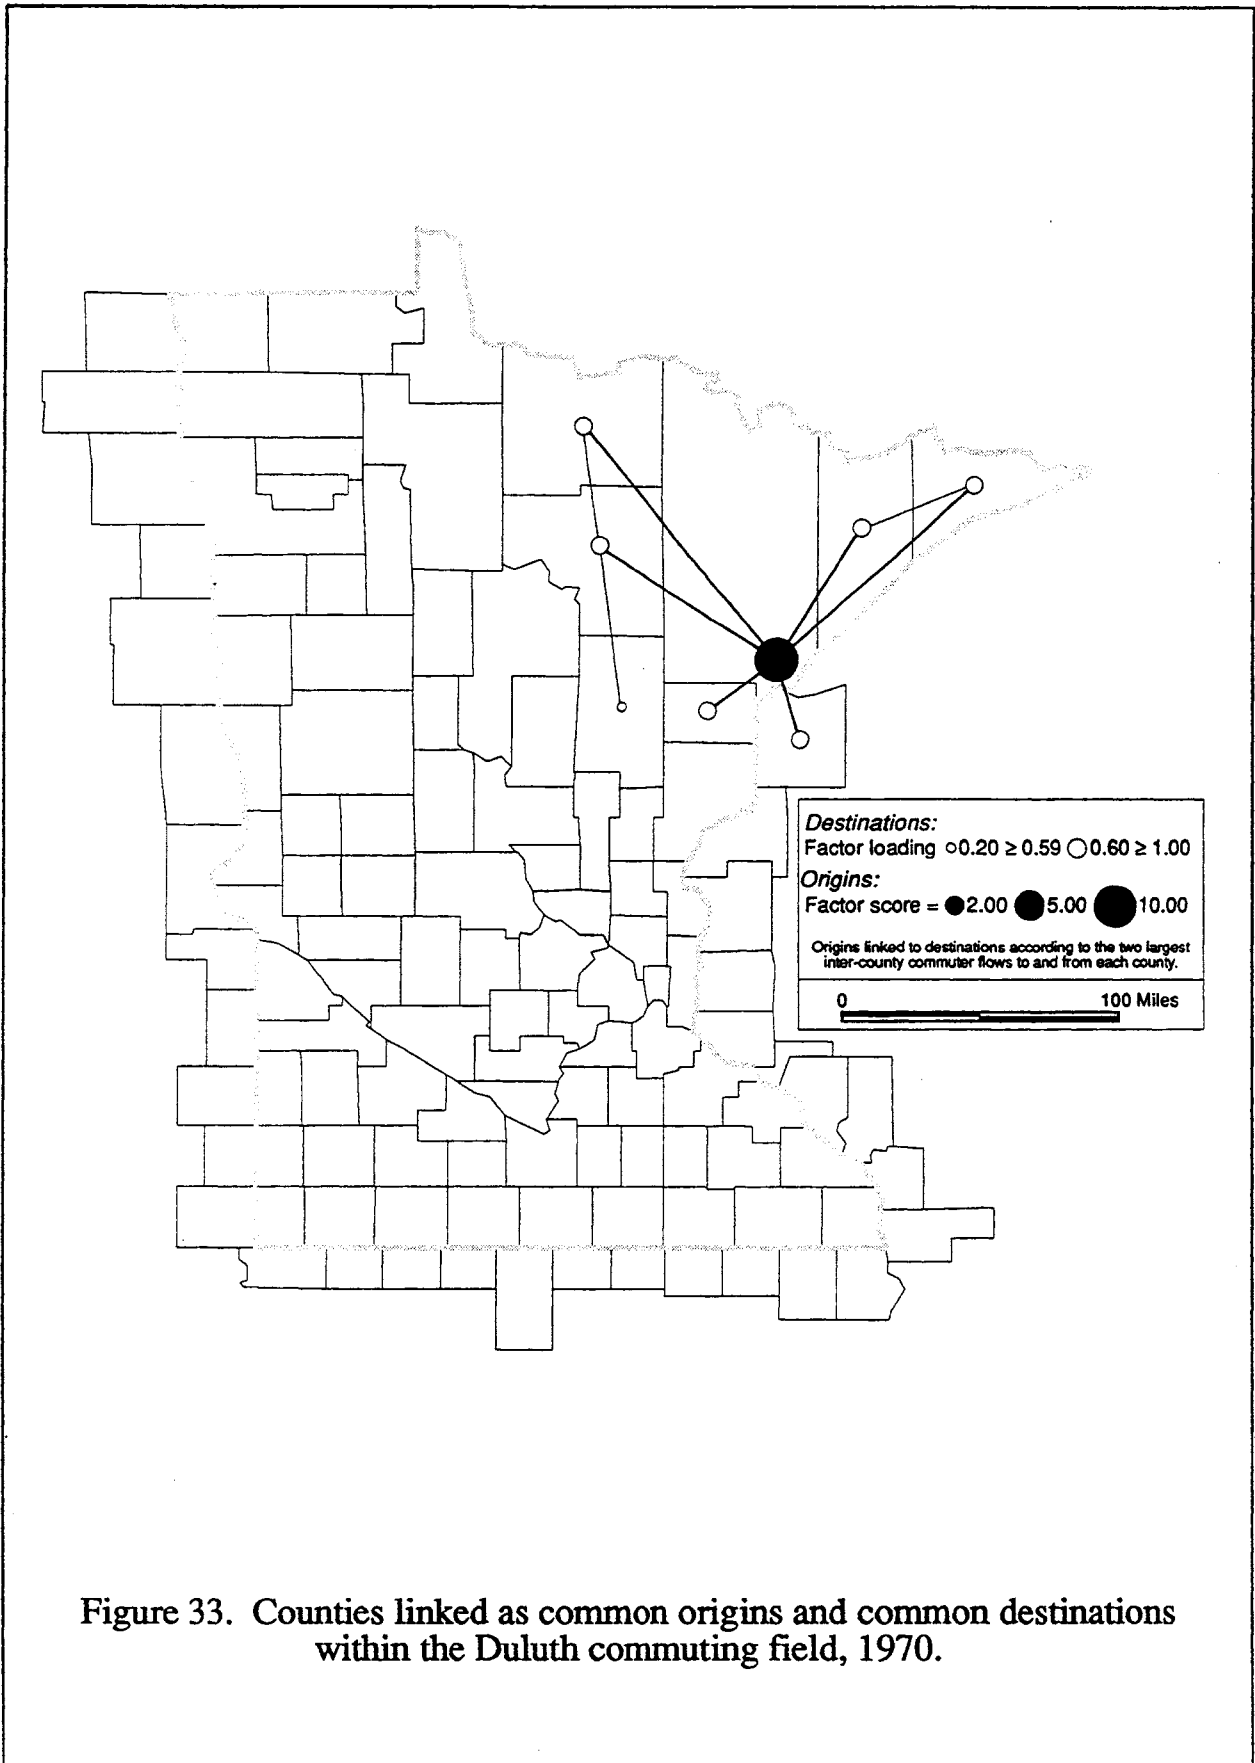 Destinations:
Factor loading ○0.20 ≥ 0.59 ○0.60 ≥ 1.00
Origins:
Factor score = ●2.00 ●5.00 ●10.00
Origins linked to destinations according to the two largest
inter-county commuter flows to and from each county.
0 100 Miles
Figure 33. Counties linked as common origins and common destinations
within the Duluth commuting field, 1970.